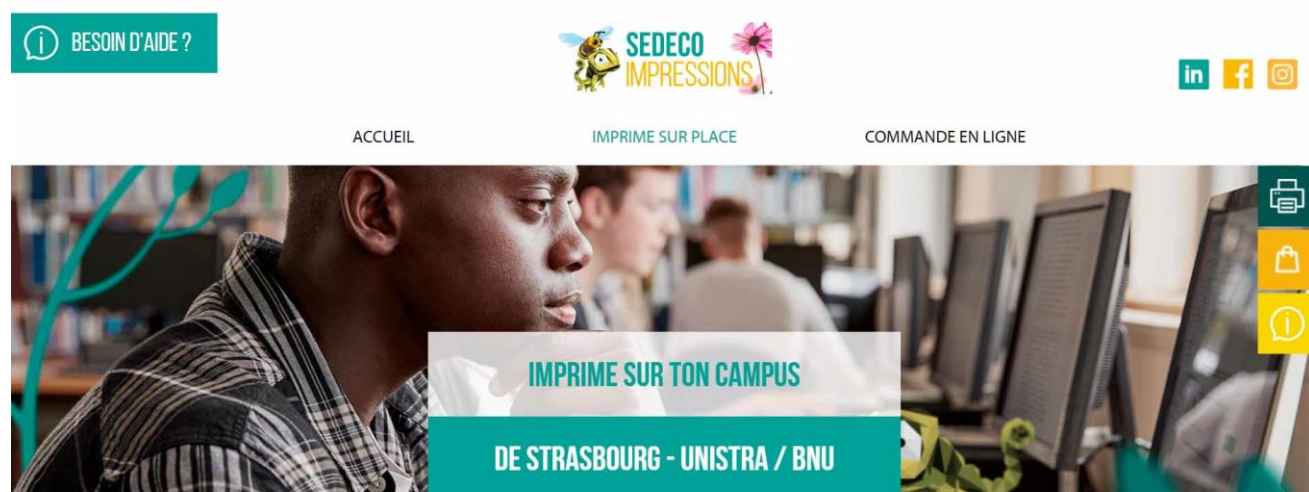 BESOIN D'AIDE ?
SEDECO
IMPRESSIONS
in f
ACCUEIL IMPRIME SUR PLACE COMMANDE EN LIGNE
IMPRIME SUR TON CAMPUS
DE STRASBOURG - UNISTRA / BNU